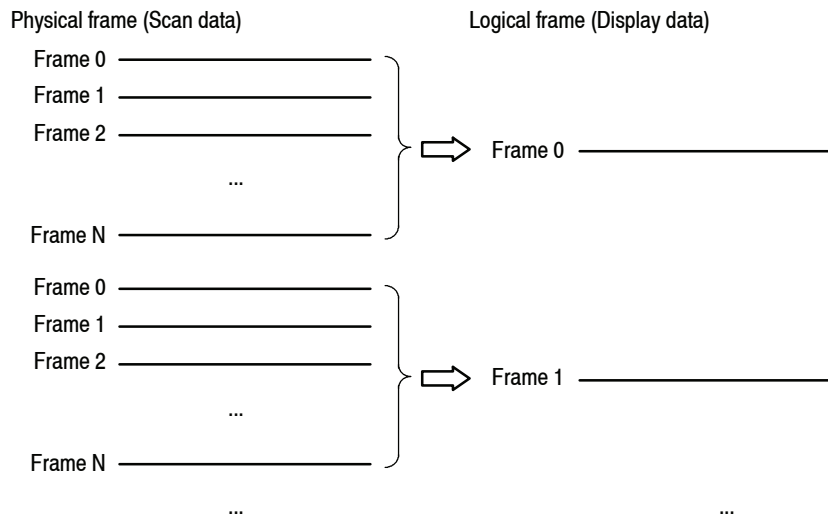 Physical frame (Scan data) Logical frame (Display data)
Frame 0
Frame 1
Frame 2
Frame 0
...
Frame N
Frame 0
Frame 1
Frame 2
Frame 1
...
Frame N
... ...